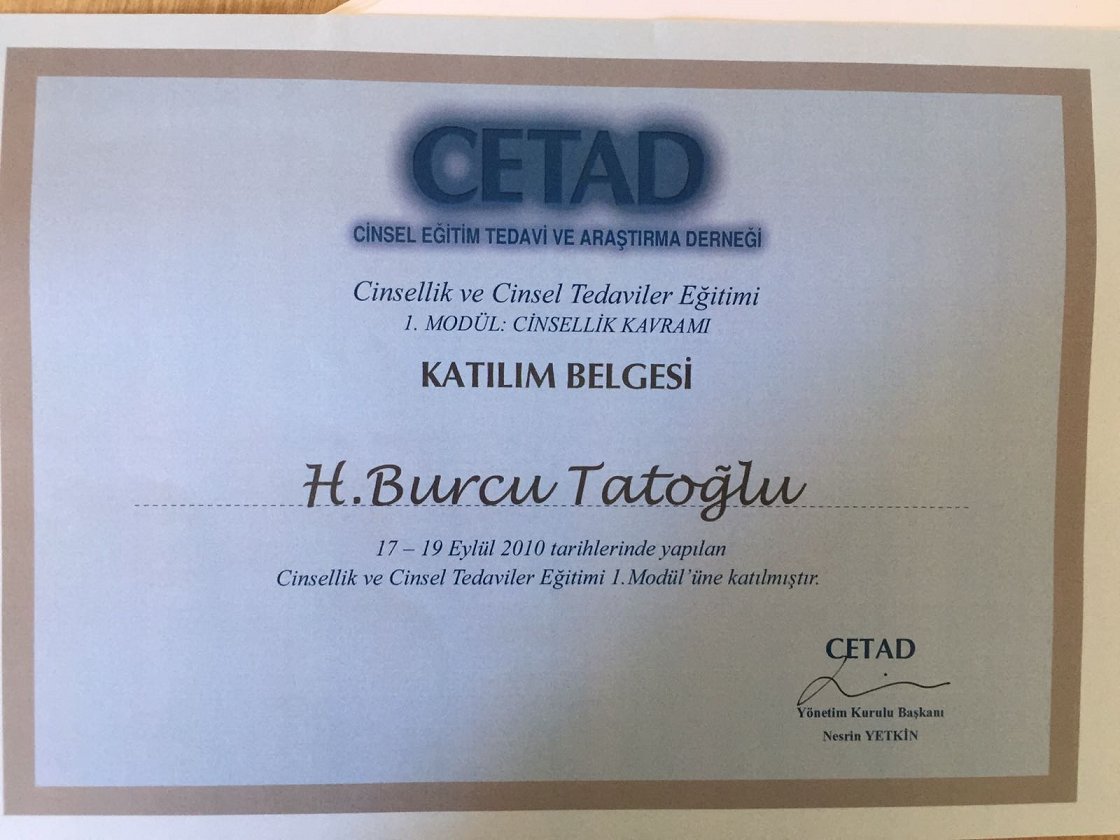 CETAD
CİNSEL EĞİTİM TEDAVİ VE ARAŞTIRMA DERNEĞİ
Cinsellik ve Cinsel Tedaviler Eğitimi
1. MODÜL: CİNSELLİK KAVRAMI
KATILIM BELGESİ
H.Burcu Tatoğlu
17 – 19 Eylül 2010 tarihlerinde yapılan
Cinsellik ve Cinsel Tedaviler Eğitimi 1.Modül’üne katılmıştır.
CETAD
Yönetim Kurulu Başkanı
Nesrin YETKİN